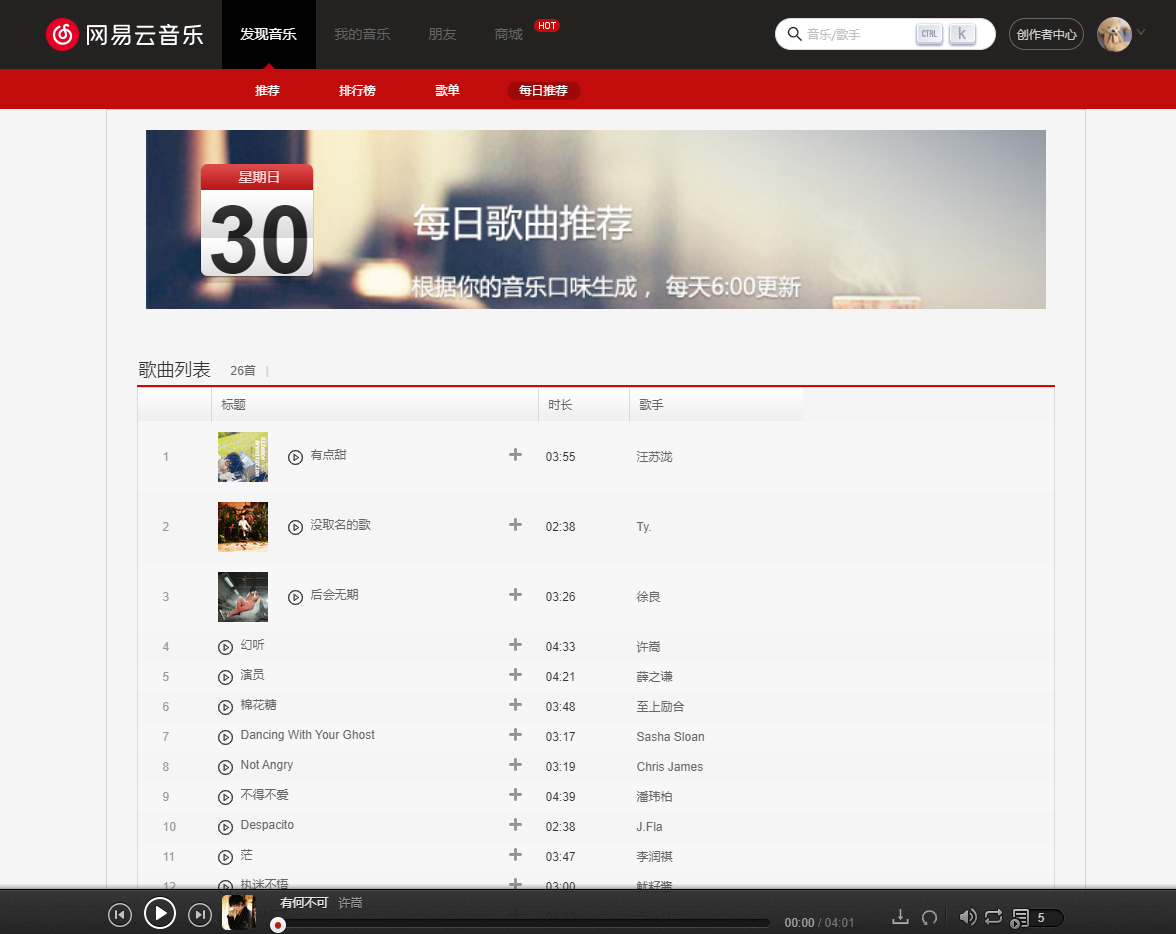 网易云音乐 发现音乐 我的音乐 朋友 商城 HOT 音乐/歌手 CTRL k 创作者中心
推荐 排行榜 歌单 每日推荐
星期日
30
每日歌曲推荐
根据你的音乐口味生成 ，每天6:00更新
歌曲列表 26首 |
标题 时长 歌手
1 有点甜 03:55 汪苏泷
2 没取名的歌 02:38 Ty.
3 后会无期 03:26 徐良
4 幻听 04:33 许嵩
5 演员 04:21 薛之谦
6 棉花糖 03:48 至上励合
7 Dancing With Your Ghost 03:17 Sasha Sloan
8 Not Angry 03:19 Chris James
9 不得不爱 04:39 潘玮柏
10 Despacito 02:38 J.Fla
11 茫 03:47 李润祺
12 执迷不悟 03:00
有何不可 许嵩
00:00 / 04:01 5